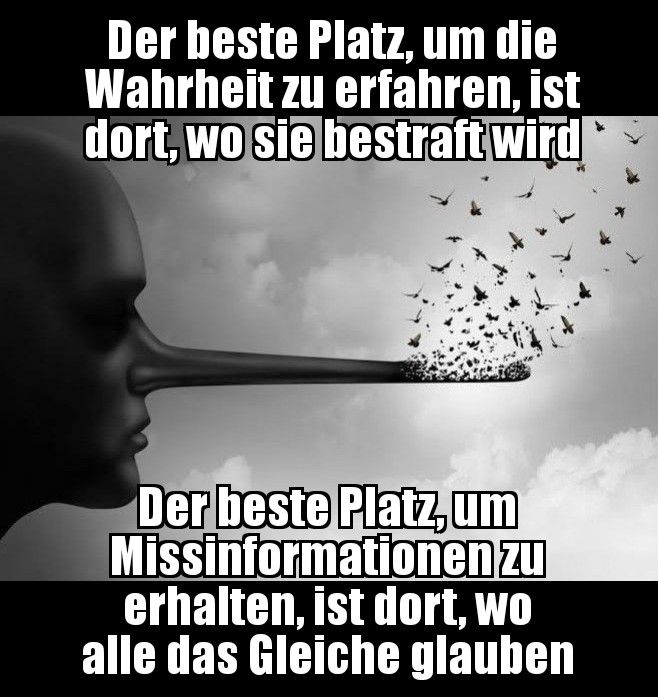 Der beste Platz, um die
Wahrheit zu erfahren, ist
dort, wo sie bestraft wird
Der beste Platz, um
Missinformationen zu
erhalten, ist dort, wo
alle das Gleiche glauben